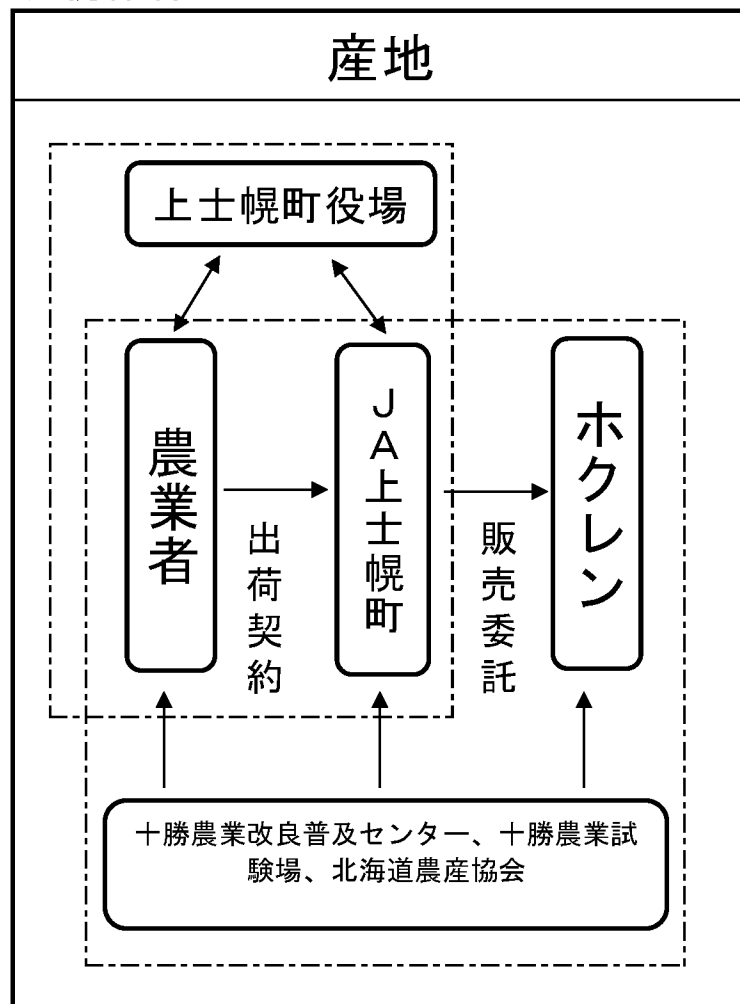 産地
上士幌町役場
農業者
出荷契約
JA上士幌町
販売委託
ホクレン
十勝農業改良普及センター、十勝農業試
験場、北海道農産協会